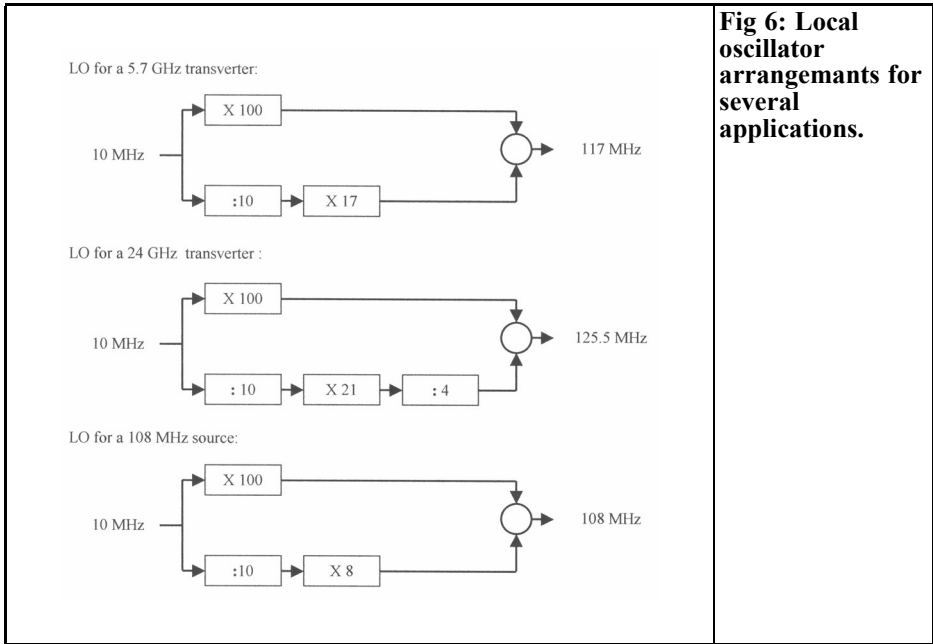 LO for a 5.7 GHz transverter:
X 100
10 MHz
117 MHz
:10
X 17
LO for a 24 GHz transverter :
X 100
10 MHz
125.5 MHz
: 10
X 21
: 4
LO for a 108 MHz source:
X 100
10 MHz
108 MHz
:10
X 8
Fig 6: Local
oscillator
arrangemants for
several
applications.